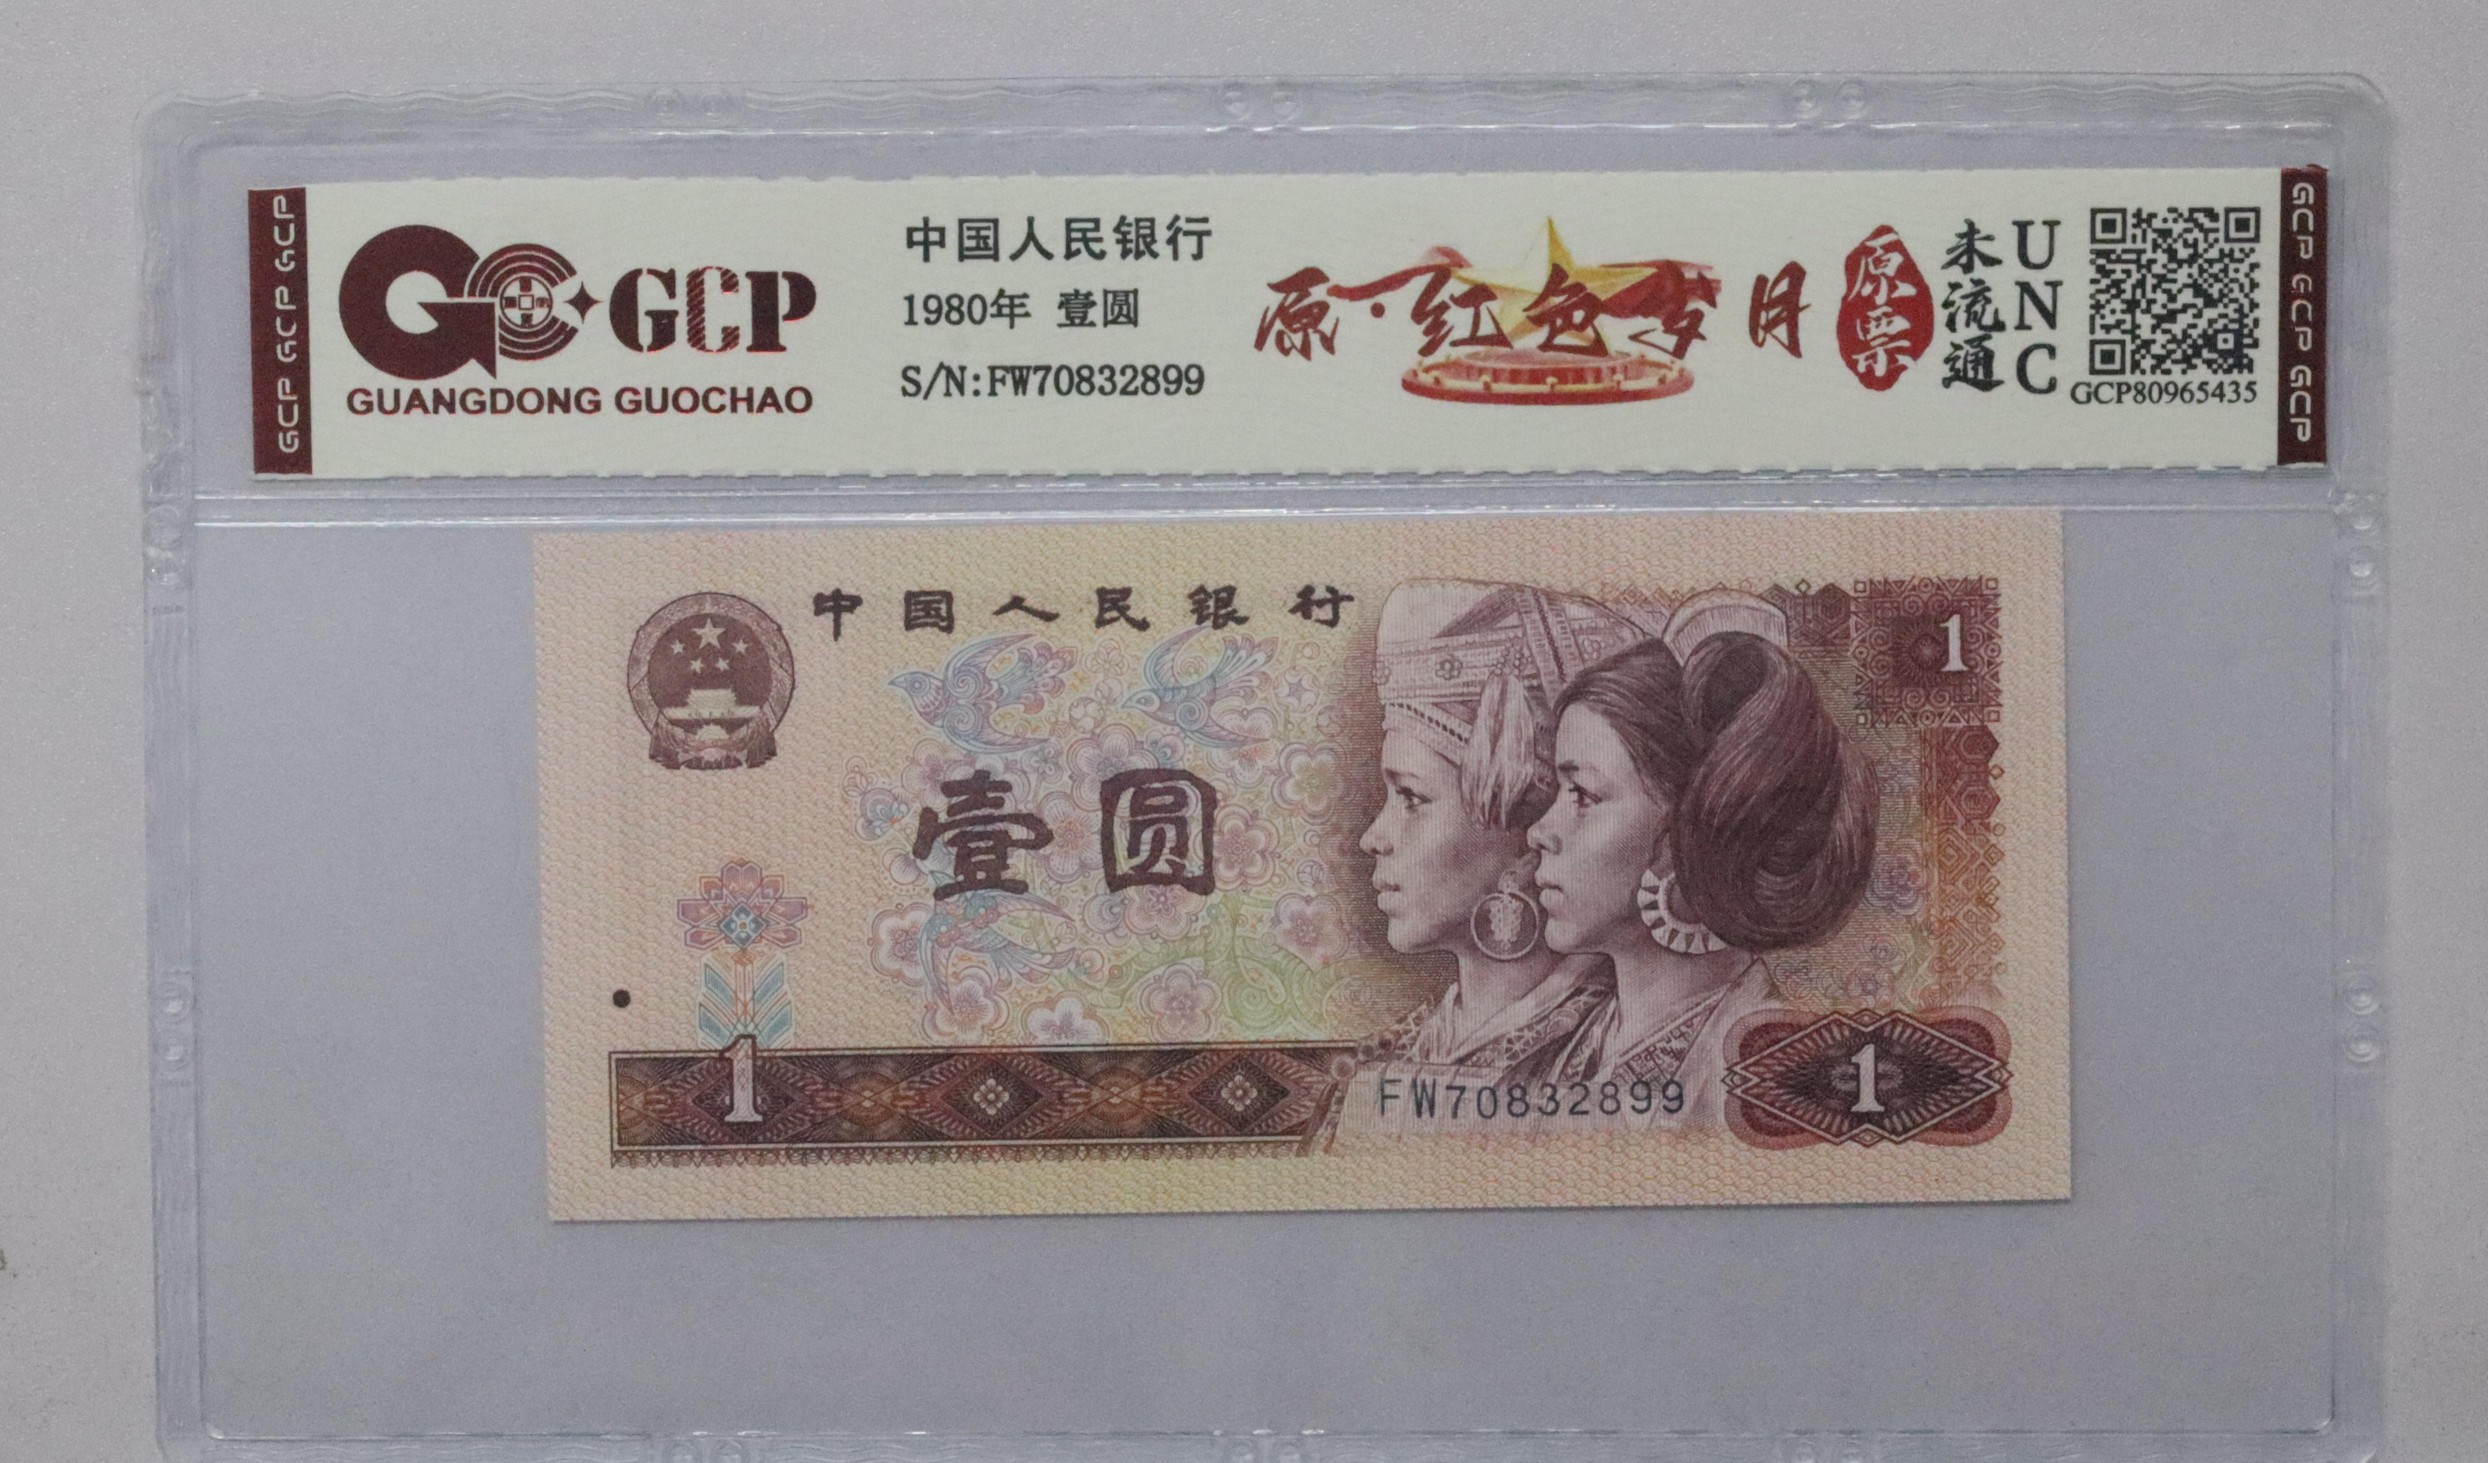 GCP GCP GCP
GCP
GUANGDONG GUOCHAO
中国人民银行
1980年 壹圆
S/N:FW70832899
原·红色岁月
原票
未流通
UNC
GCP80965435
GCP GCP GCP
中国人民银行
1
壹圆
1
FW70832899
1